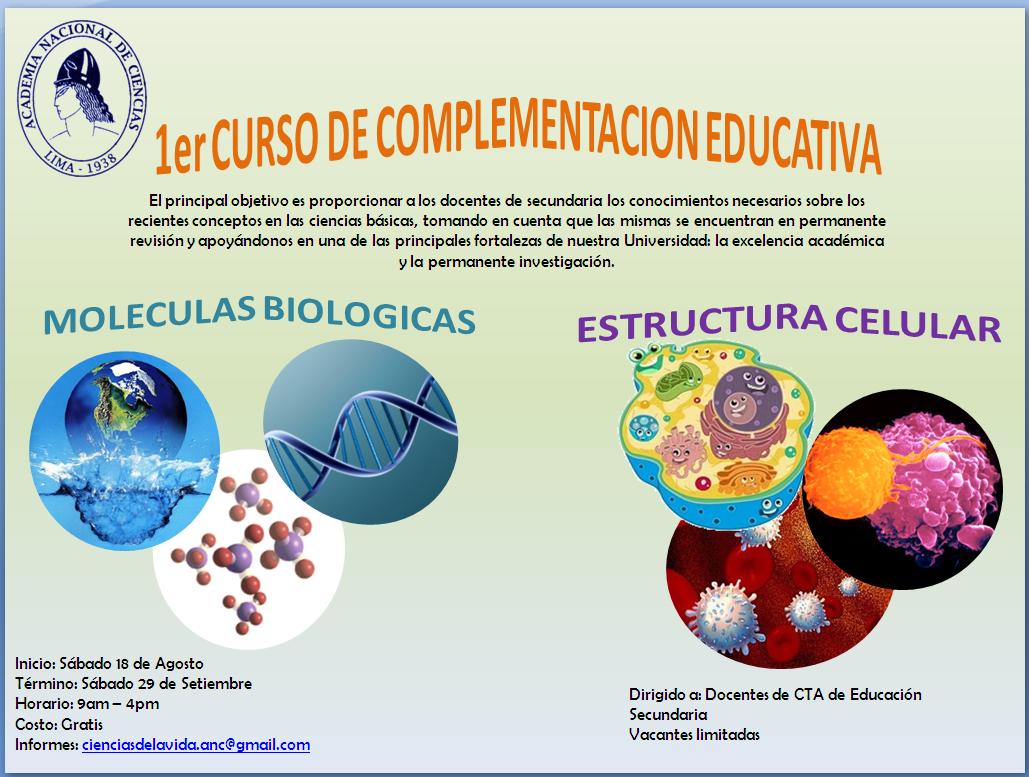 ACADEMIA NACIONAL DE CIENCIAS
LIMA - 1938
1er CURSO DE COMPLEMENTACION EDUCATIVA
El principal objetivo es proporcionar a los docentes de secundaria los conocimientos necesarios sobre los
recientes conceptos en las ciencias básicas, tomando en cuenta que las mismas se encuentran en permanente
revisión y apoyándonos en una de las principales fortalezas de nuestra Universidad: la excelencia académica
y la permanente investigación.
MOLECULAS BIOLOGICAS
ESTRUCTURA CELULAR
Inicio: Sábado 18 de Agosto
Término: Sábado 29 de Setiembre
Horario: 9am – 4pm
Costo: Gratis
Informes: cienciasdelavida.anc@gmail.com
Dirigido a: Docentes de CTA de Educación
Secundaria
Vacantes limitadas